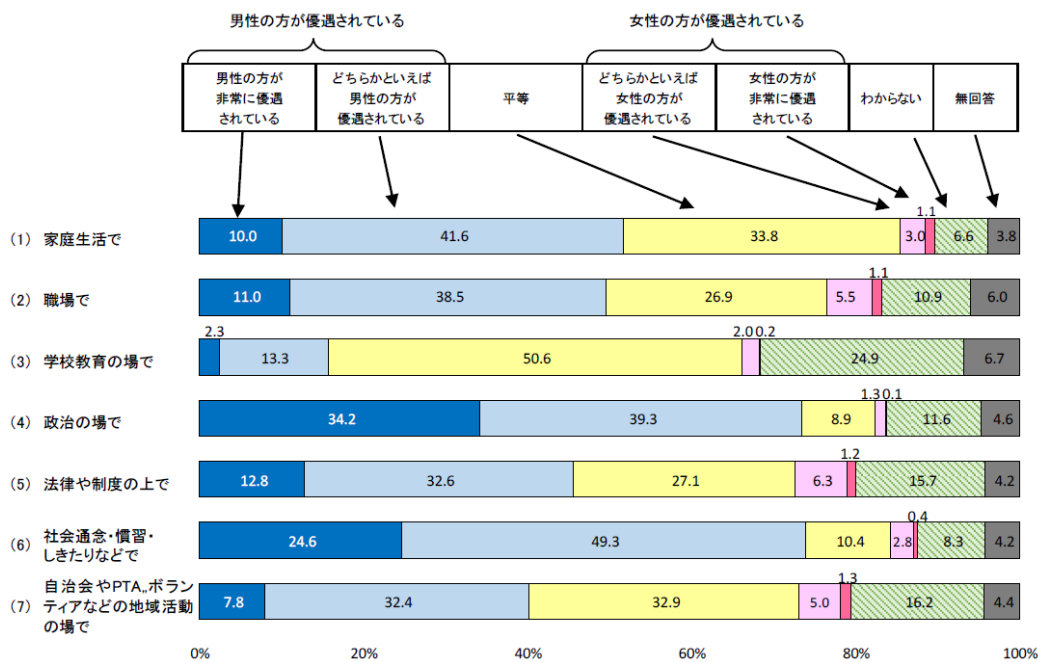 男性の方が優遇されている
女性の方が優遇されている
男性の方が
非常に優遇
されている
どちらかといえば
男性の方が
優遇されている
平等
どちらかといえば
女性の方が
優遇されている
女性の方が
非常に優遇
されている
わからない
無回答
(1) 家庭生活で
10.0 41.6 33.8 3.0 1.1 6.6 3.8
(2) 職場で
11.0 38.5 26.9 5.5 1.1 10.9 6.0
(3) 学校教育の場で
2.3 13.3 50.6 2.0 0.2 24.9 6.7
(4) 政治の場で
34.2 39.3 8.9 1.3 0.1 11.6 4.6
(5) 法律や制度の上で
12.8 32.6 27.1 6.3 1.2 15.7 4.2
(6) 社会通念・慣習・
しきたりなどで
24.6 49.3 10.4 2.8 0.4 8.3 4.2
自治会やPTA,,ボラン
(7) ティアなどの地域活動
の場で
7.8 32.4 32.9 5.0 1.3 16.2 4.4
0% 20% 40% 60% 80% 100%